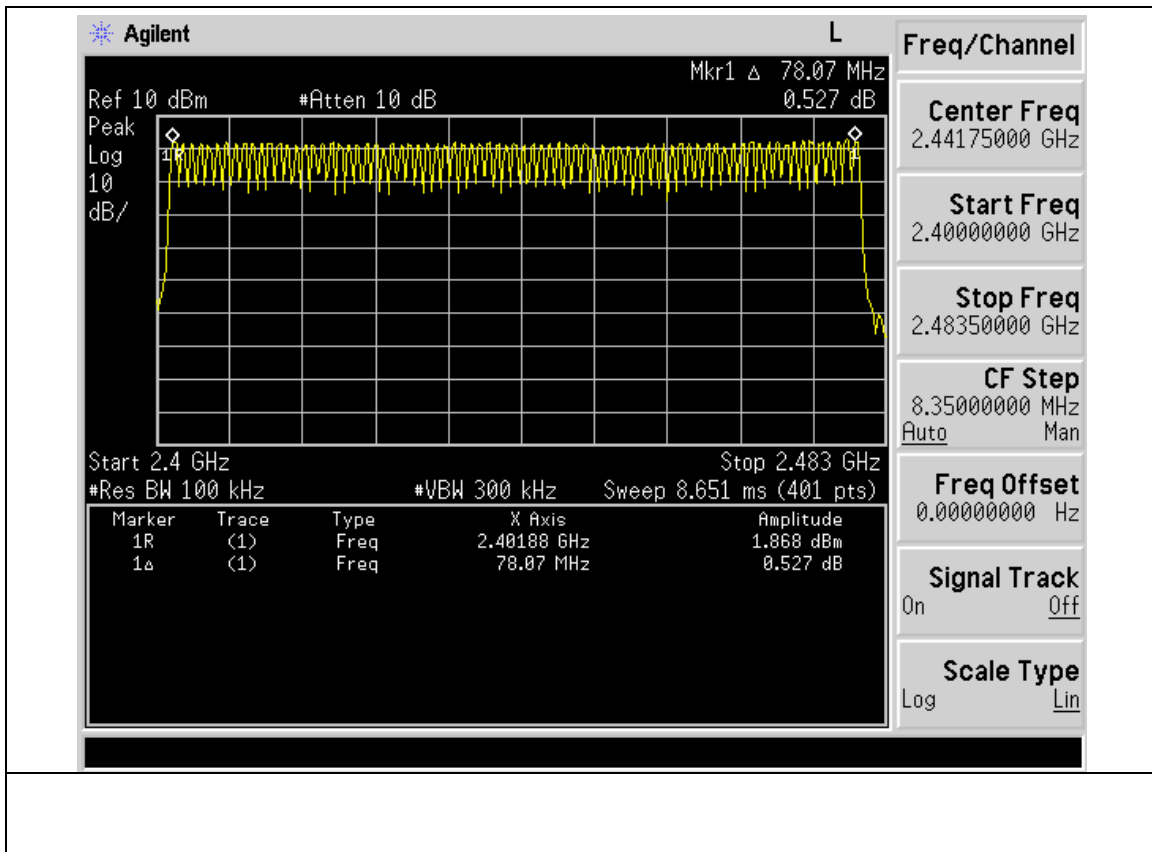 Agilent
L
Freq/Channel
Mkr1 Δ 78.07 MHz
Ref 10 dBm #Atten 10 dB 0.527 dB
Peak
Log
10
dB/
1R
1
Center Freq
2.44175000 GHz
Start Freq
2.40000000 GHz
Stop Freq
2.48350000 GHz
CF Step
8.35000000 MHz
Auto Man
Freq Offset
0.00000000 Hz
Signal Track
On Off
Scale Type
Log Lin
Start 2.4 GHz Stop 2.483 GHz
#Res BW 100 kHz #VBW 300 kHz Sweep 8.651 ms (401 pts)
Marker Trace Type X Axis Amplitude
1R (1) Freq 2.40188 GHz 1.868 dBm
1Δ (1) Freq 78.07 MHz 0.527 dB